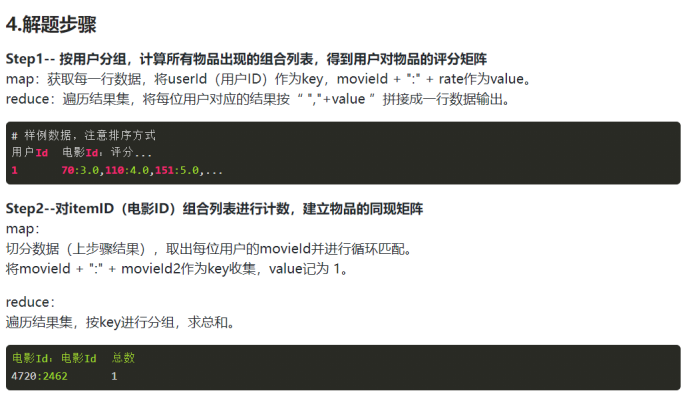 4.解题步骤
Step1-- 按用户分组，计算所有物品出现的组合列表，得到用户对物品的评分矩阵
map：获取每一行数据，将userId（用户ID）作为key，movieId + ":" + rate作为value。
reduce：遍历结果集，将每位用户对应的结果按“ ","+value ”拼接成一行数据输出。
# 样例数据，注意排序方式
用户Id 电影Id：评分...
1 70:3.0,110:4.0,151:5.0,...
Step2--对itemID（电影ID）组合列表进行计数，建立物品的同现矩阵
map：
切分数据（上步骤结果），取出每位用户的movieId并进行循环匹配。
将movieId + ":" + movieId2作为key收集，value记为 1。
reduce：
遍历结果集，按key进行分组，求总和。
电影Id：电影Id 总数
4720:2462 1